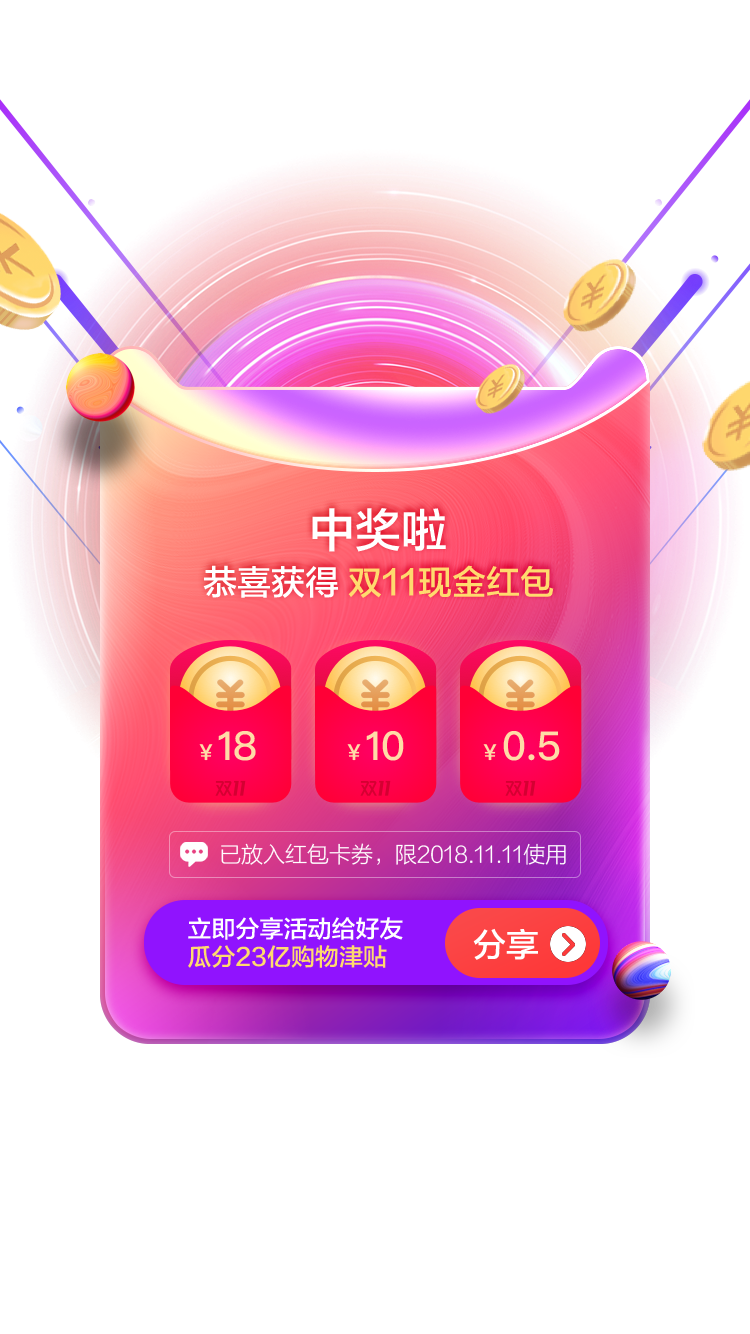 中奖啦
恭喜获得 双11现金红包
¥ ¥ ¥
¥18 ¥10 ¥0.5
双11 双11 双11
已放入红包卡券，限2018.11.11使用
立即分享活动给好友
瓜分23亿购物津贴
分享